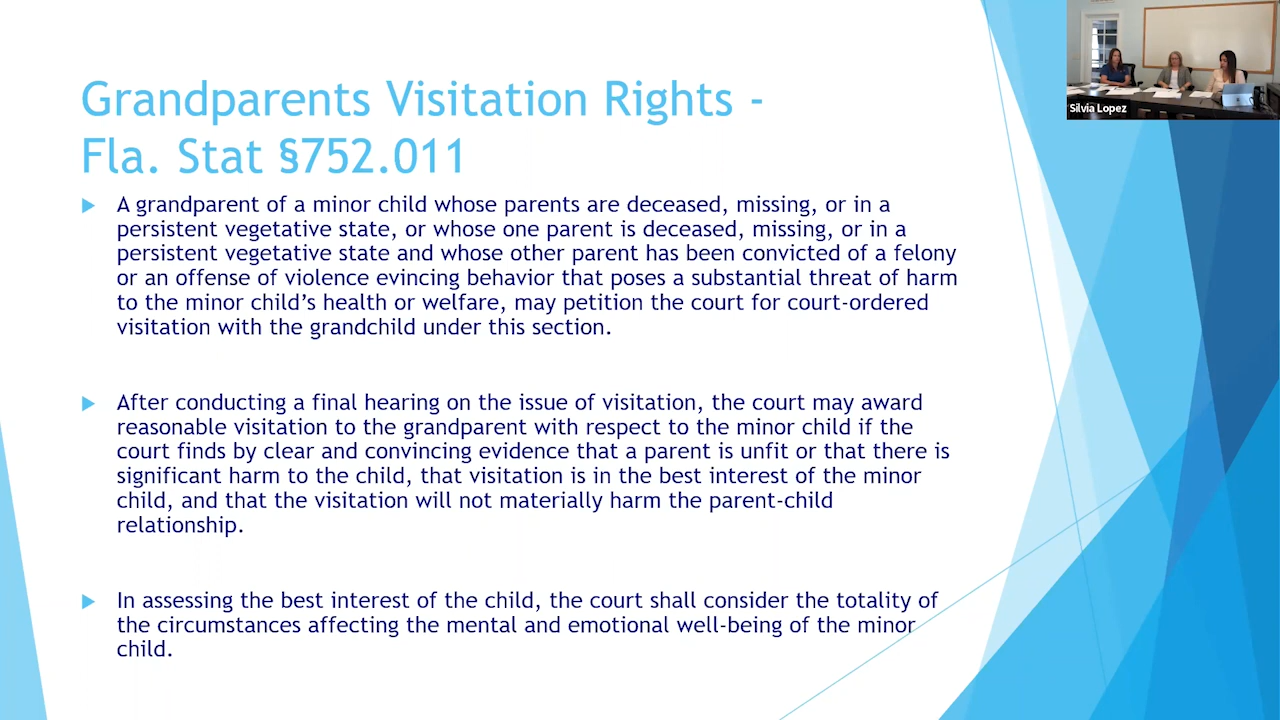 Grandparents Visitation Rights -
Fla. Stat §752.011
Silvia Lopez
A grandparent of a minor child whose parents are deceased, missing, or in a
persistent vegetative state, or whose one parent is deceased, missing, or in a
persistent vegetative state and whose other parent has been convicted of a felony
or an offense of violence evincing behavior that poses a substantial threat of harm
to the minor child’s health or welfare, may petition the court for court-ordered
visitation with the grandchild under this section.
After conducting a final hearing on the issue of visitation, the court may award
reasonable visitation to the grandparent with respect to the minor child if the
court finds by clear and convincing evidence that a parent is unfit or that there is
significant harm to the child, that visitation is in the best interest of the minor
child, and that the visitation will not materially harm the parent-child
relationship.
In assessing the best interest of the child, the court shall consider the totality of
the circumstances affecting the mental and emotional well-being of the minor
child.